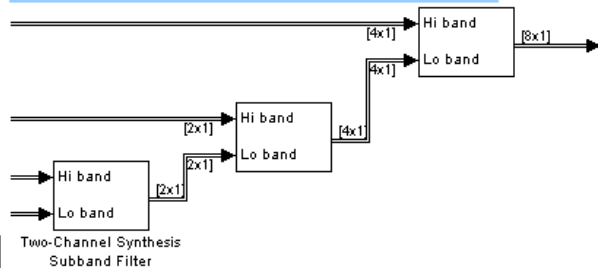 Hi band
[4x1]
[8x1]
Lo band
4x1]
Hi band
[2x1]
[4x1]
Lo band
2x1]
Hi band
[2x1]
Lo band
Two-Channel Synthesis
Subband Filter